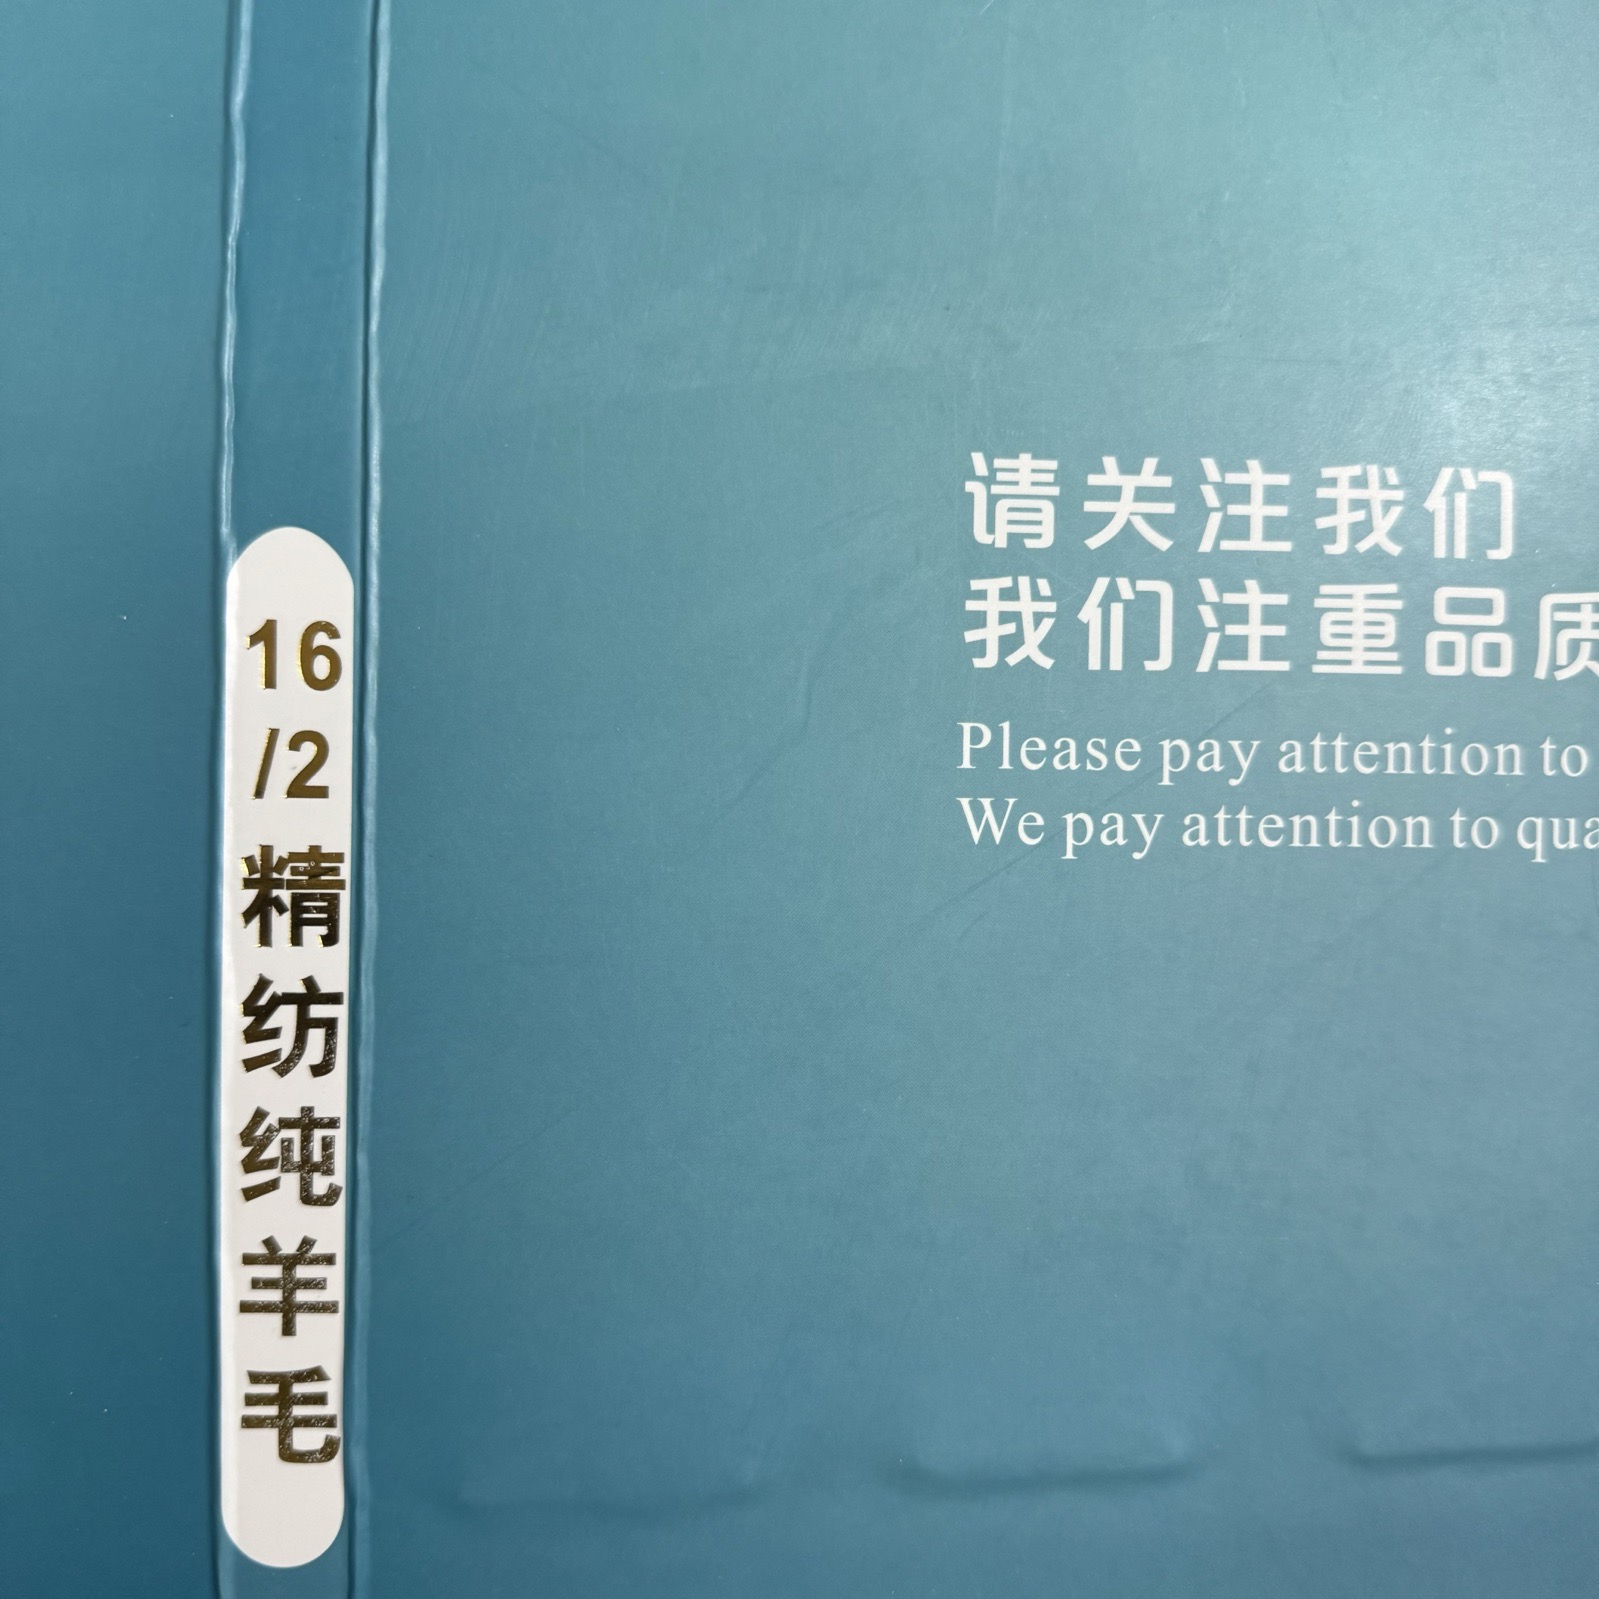 16
/2
精
纺
纯
羊
毛
请关注我们
我们注重品质
Please pay attention to
We pay attention to